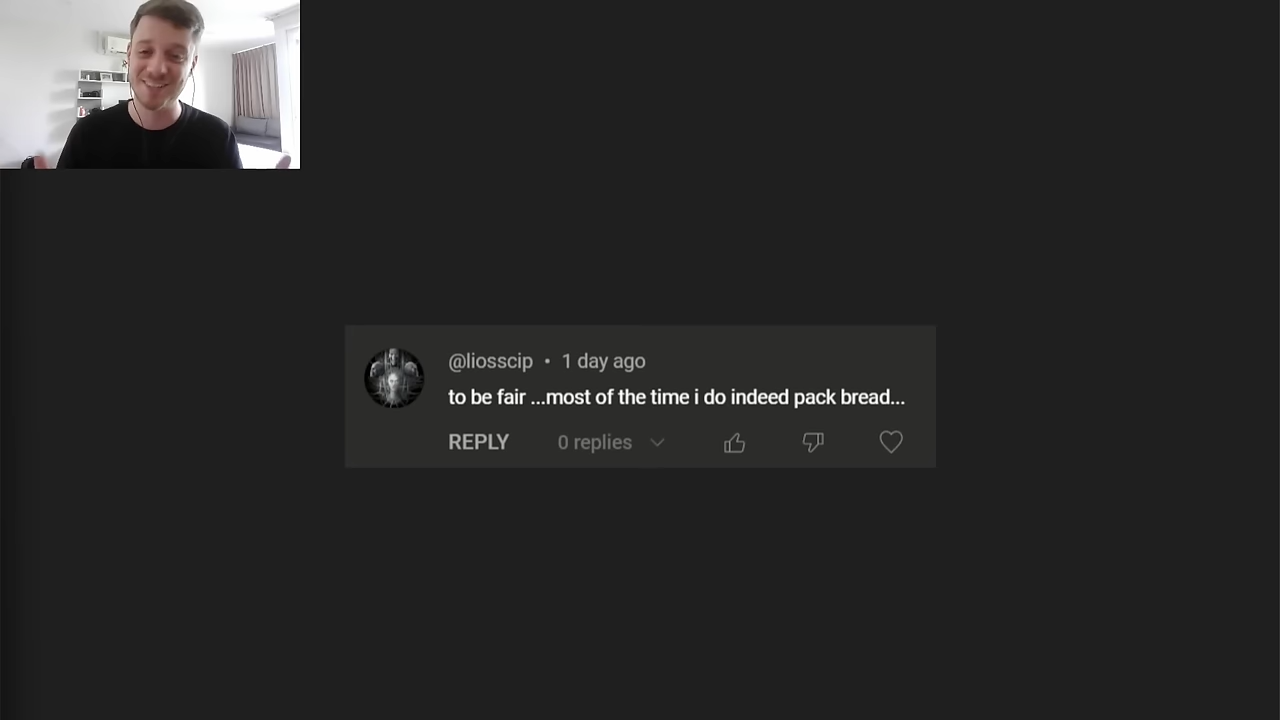 @liosscip • 1 day ago
to be fair ...most of the time i do indeed pack bread...
REPLY 0 replies